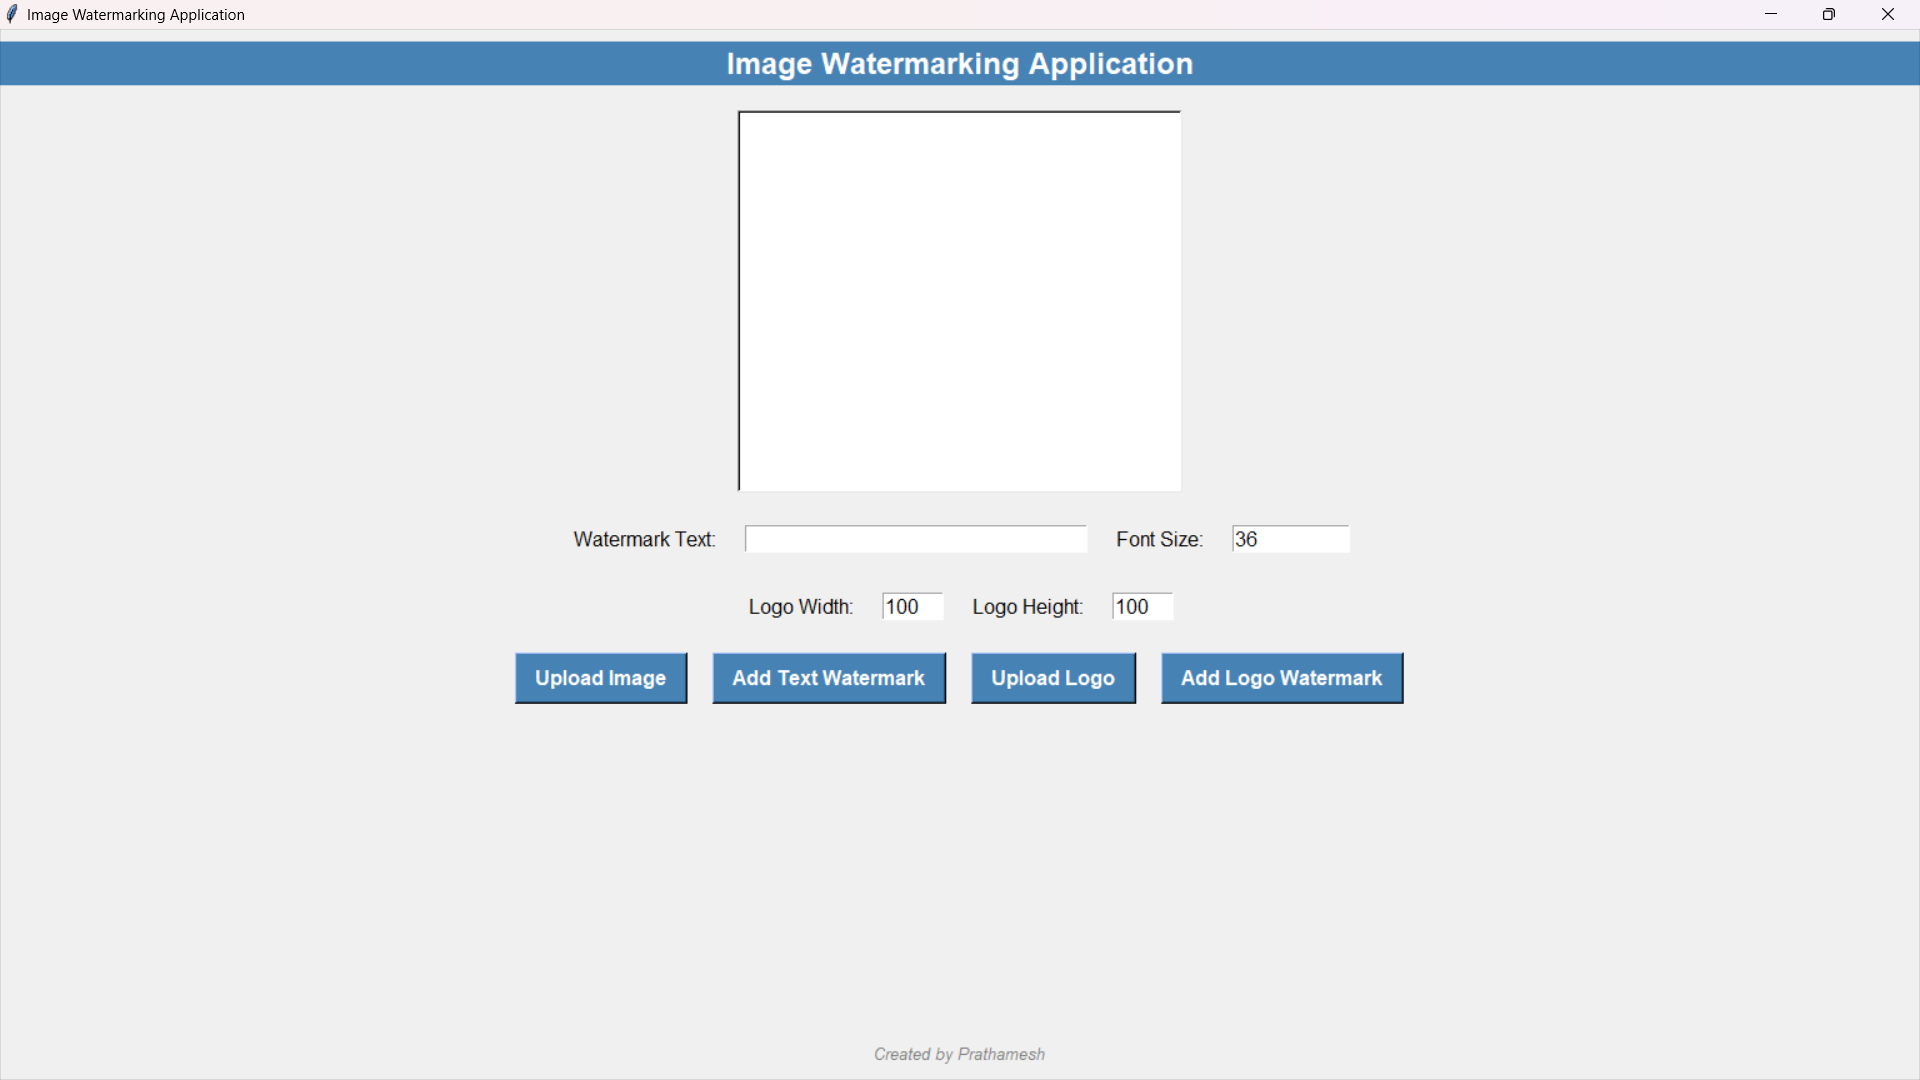 Image Watermarking Application
Image Watermarking Application
Watermark Text: Font Size: 36
Logo Width: 100 Logo Height: 100
Upload Image Add Text Watermark Upload Logo Add Logo Watermark
Created by Prathamesh